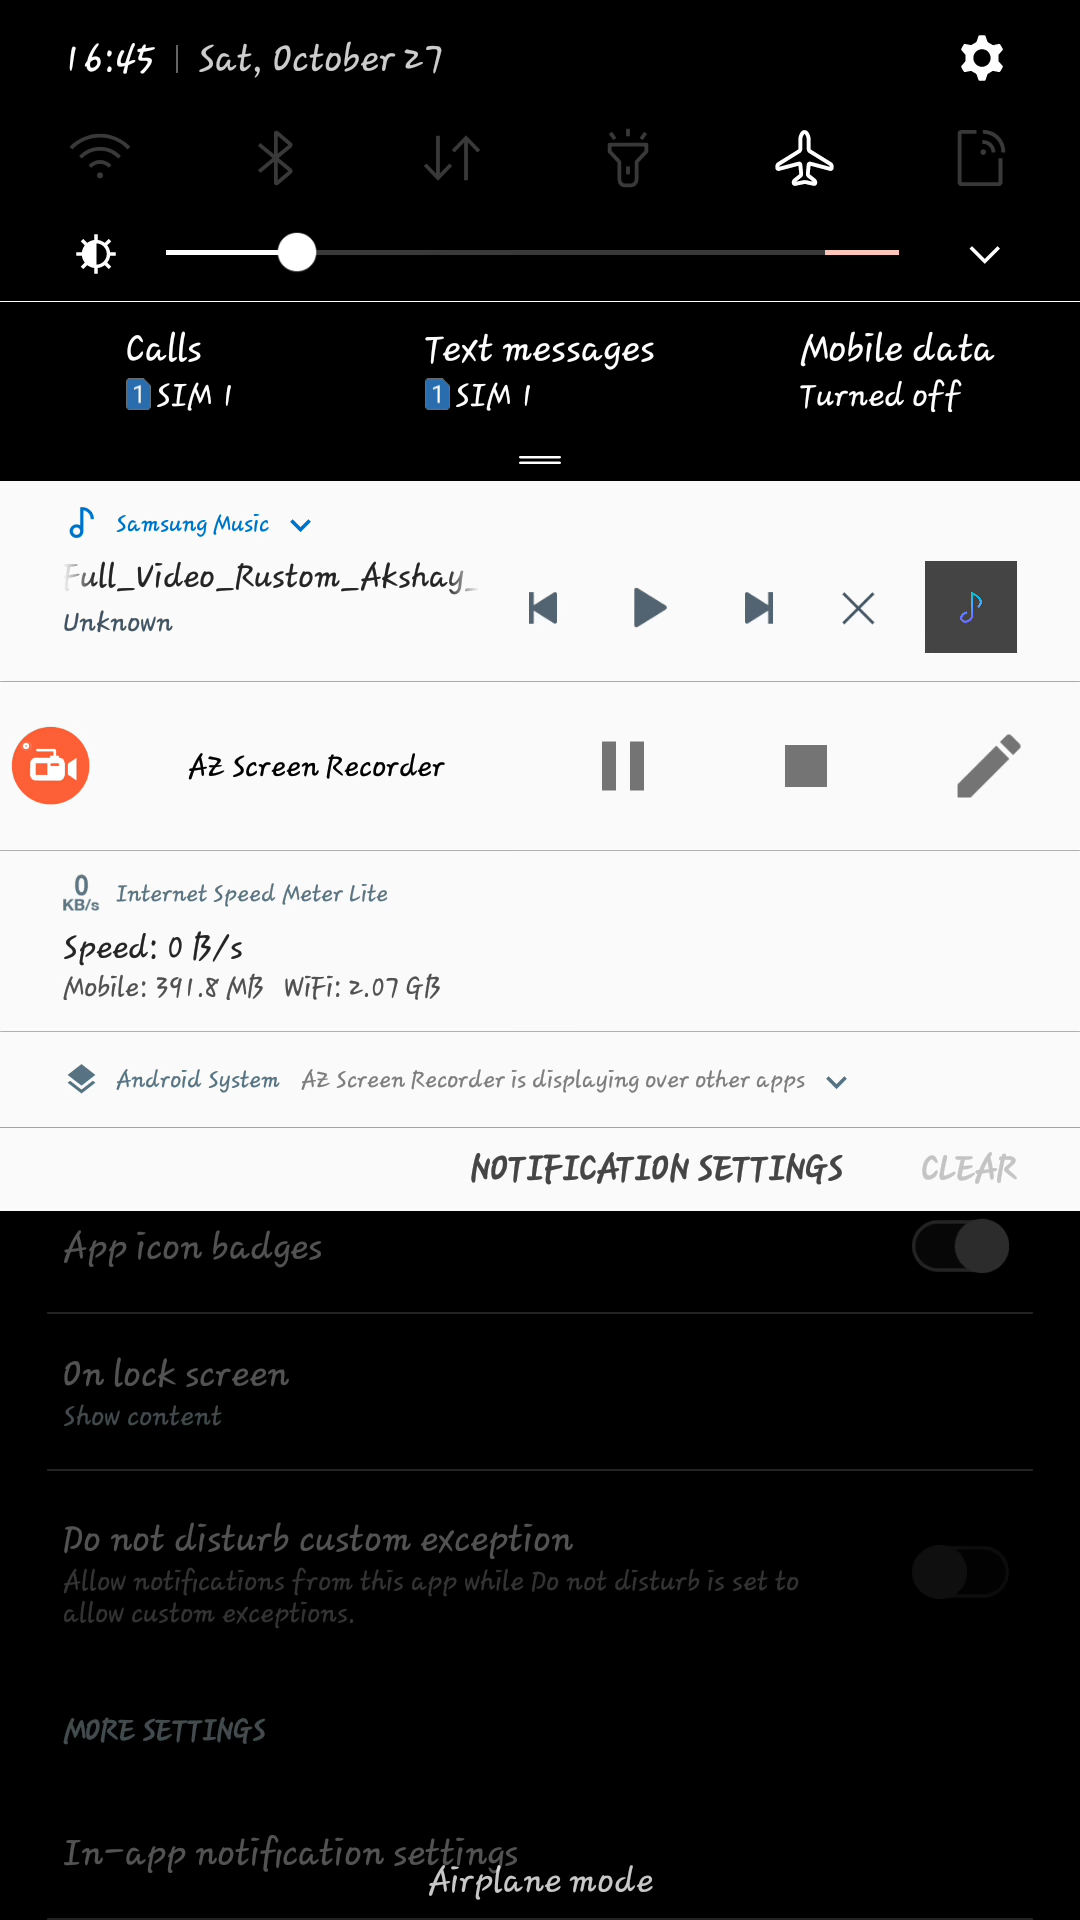 16:45 | Sat, October 27
Calls
1 SIM 1
Text messages
1 SIM 1
Mobile data
Turned off
Samsung Music
Full_Video_Rustom_Akshay_
Unknown
AZ Screen Recorder
0
KB/s
Internet Speed Meter Lite
Speed: 0 B/s
Mobile: 391.8 MB WiFi: 2.07 GB
Android System AZ Screen Recorder is displaying over other apps
NOTIFICATION SETTINGS CLEAR
App icon badges
On lock screen
Show content
Do not disturb custom exception
Allow notifications from this app while Do not disturb is set to
allow custom exceptions.
MORE SETTINGS
In-app notification settings
Airplane mode